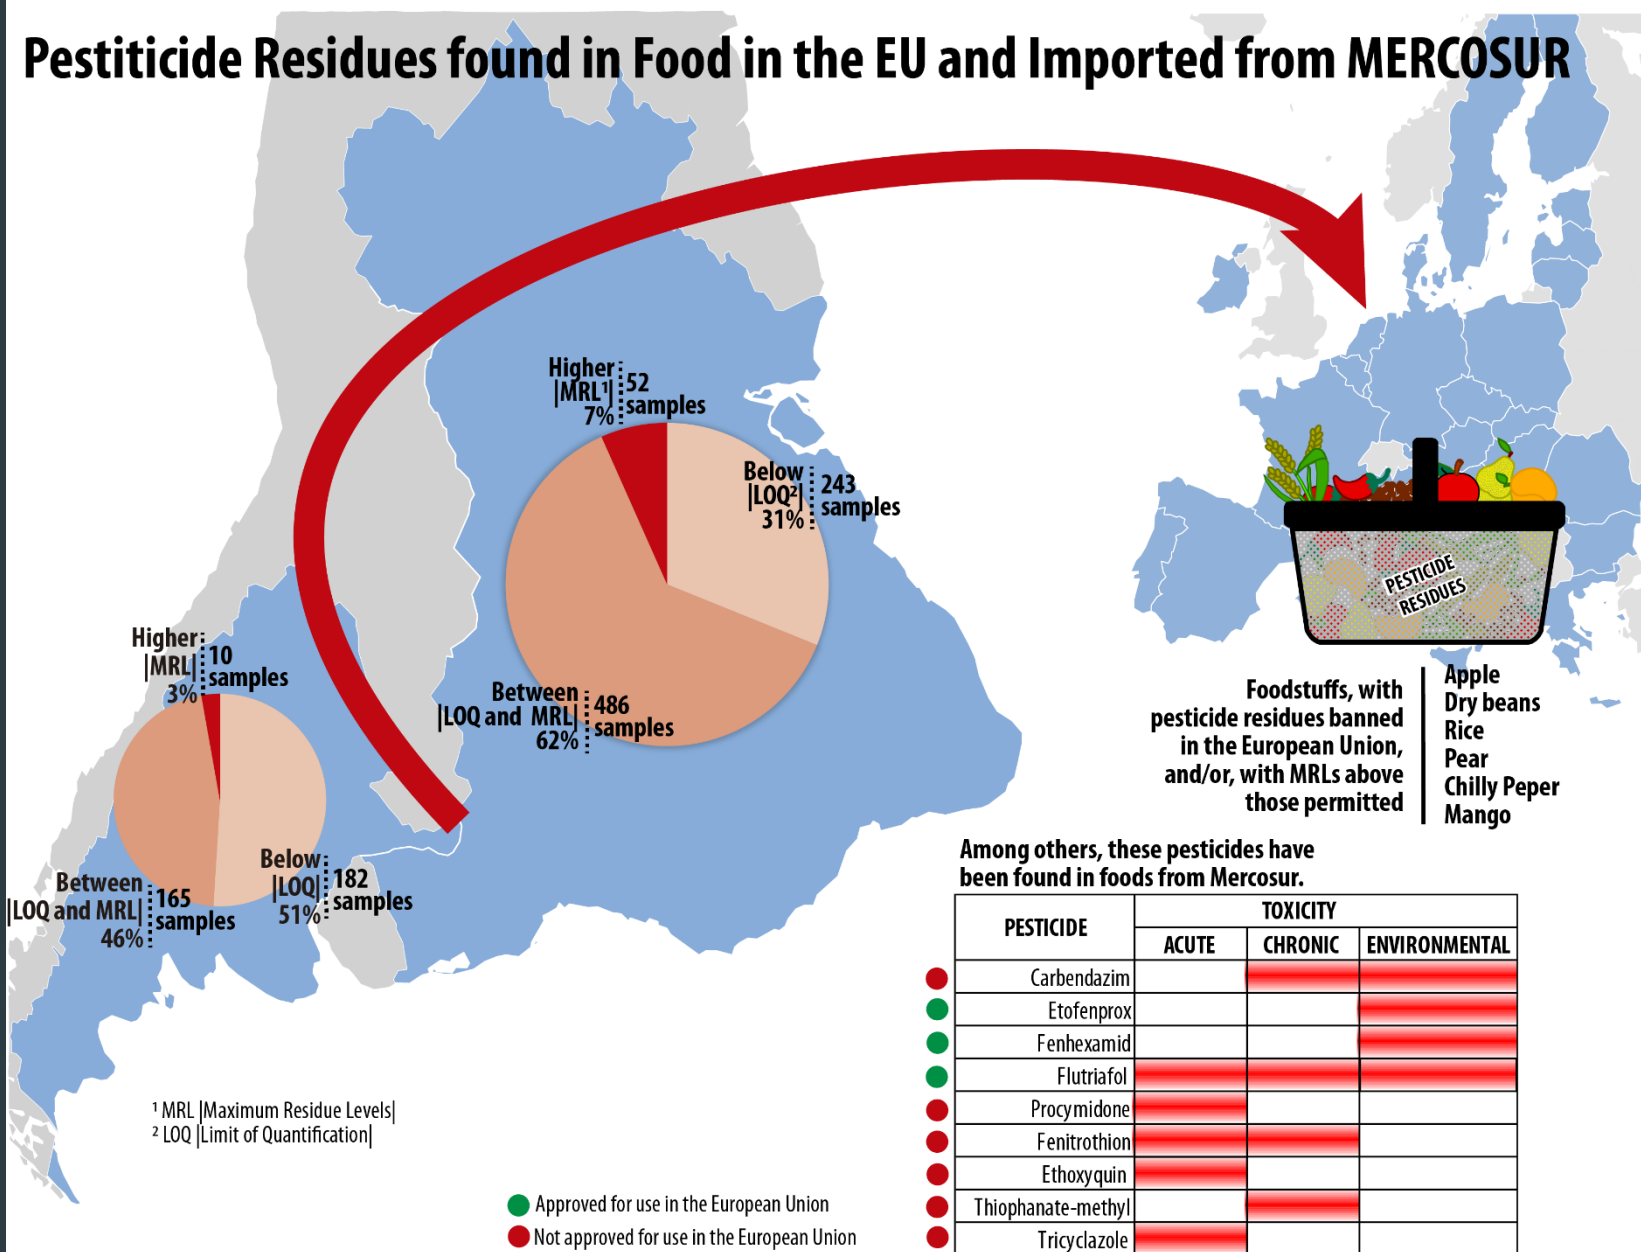 Pestiticide Residues found in Food in the EU and Imported from MERCOSUR
Higher
|MRL¹|
7%
52
samples
Below
|LOQ²|
31%
243
samples
Between
|LOQ and MRL|
62%
486
samples
Higher
|MRL|
3%
10
samples
Below
|LOQ|
51%
182
samples
Between
|LOQ and MRL|
46%
165
samples
PESTICIDE
RESIDUES
Foodstuffs, with
pesticide residues banned
in the European Union,
and/or, with MRLs above
those permitted
Apple
Dry beans
Rice
Pear
Chilly Peper
Mango
Among others, these pesticides have
been found in foods from Mercosur.
PESTICIDE
TOXICITY
ACUTE CHRONIC ENVIRONMENTAL
Carbendazim
Etofenprox
Fenhexamid
Flutriafol
Procymidone
Fenitrothion
Ethoxyquin
Thiophanate-methyl
Tricyclazole
¹ MRL |Maximum Residue Levels|
² LOQ |Limit of Quantification|
Approved for use in the European Union
Not approved for use in the European Union